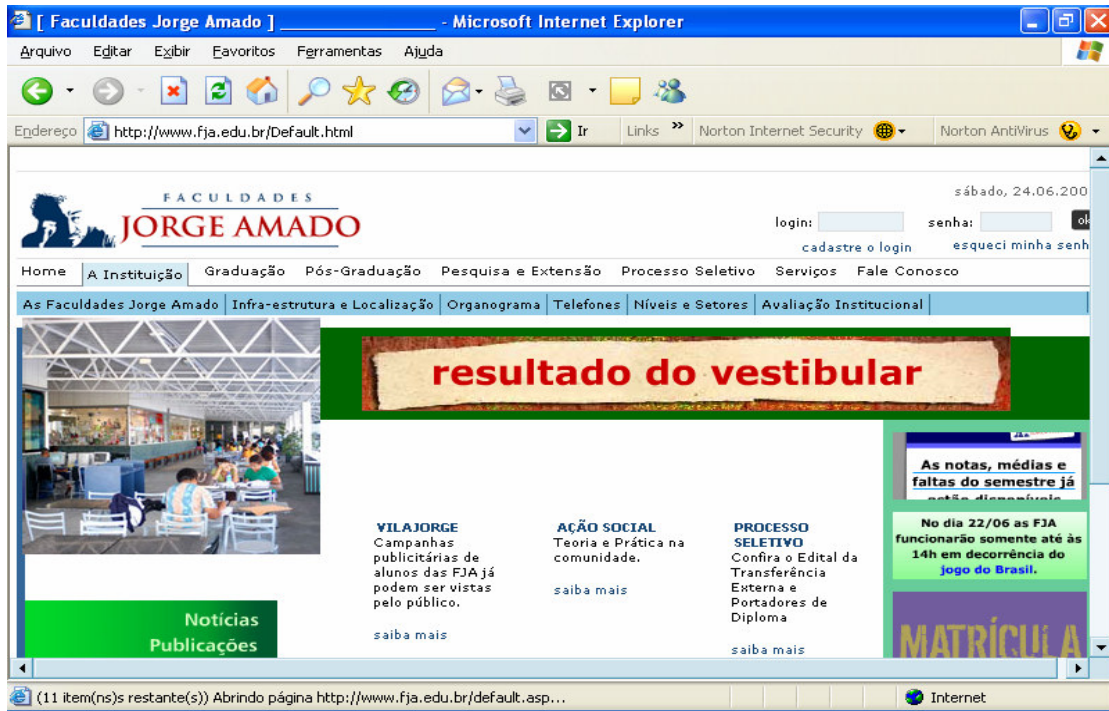 [ Faculdades Jorge Amado ] __________________ - Microsoft Internet Explorer
Arquivo Editar Exibir Favoritos Ferramentas Ajuda
Endereço http://www.fja.edu.br/Default.html Ir Links » Norton Internet Security Norton AntiVirus
sábado, 24.06.200
FACULDADES
JORGE AMADO
login: senha: ok
cadastre o login esqueci minha senh
Home A Instituição Graduação Pós-Graduação Pesquisa e Extensão Processo Seletivo Serviços Fale Conosco
As Faculdades Jorge Amado Infra-estrutura e Localização Organograma Telefones Níveis e Setores Avaliação Institucional
resultado do vestibular
As notas, médias e
faltas do semestre já
estão disponíveis
No dia 22/06 as FJA
funcionarão somente até às
14h em decorrência do
jogo do Brasil.
MATRÍCULA
VILAJORGE
Campanhas
publicitárias de
alunos das FJA já
podem ser vistas
pelo público.
saiba mais
AÇÃO SOCIAL
Teoria e Prática na
comunidade.
saiba mais
PROCESSO
SELETIVO
Confira o Edital da
Transferência
Externa e
Portadores de
Diploma
saiba mais
Notícias
Publicações
(11 item(ns)s restante(s)) Abrindo página http://www.fja.edu.br/default.asp... Internet